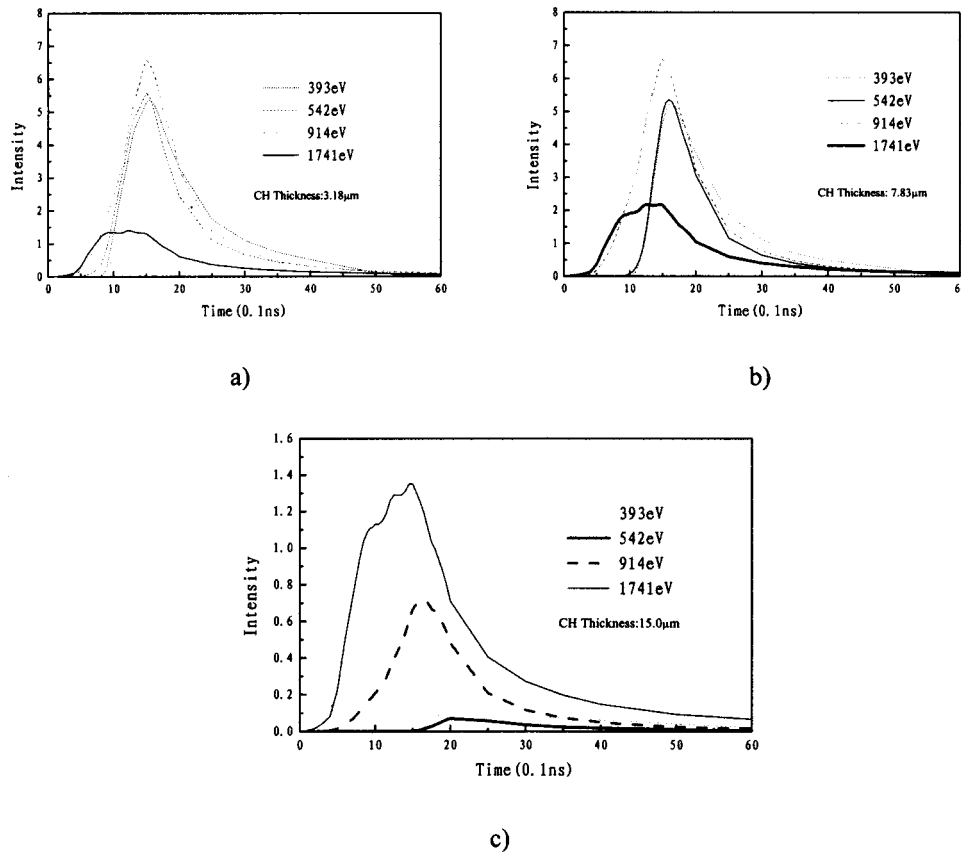 8
7
6
5
4
3
2
1
0
Intensity
393eV
542eV
914eV
1741eV
CH Thickness:3.18μm
0 10 20 30 40 50 60
Time(0.1ns)
a)
8
7
6
5
4
3
2
1
0
Intensity
393eV
542eV
914eV
1741eV
CH Thickness: 7.83μm
0 10 20 30 40 50 60
Time(0.1ns)
b)
1.6
1.4
1.2
1.0
0.8
0.6
0.4
0.2
0.0
Intensity
393eV
542eV
914eV
1741eV
CH Thickness:15.0μm
0 10 20 30 40 50 60
Time(0.1ns)
c)